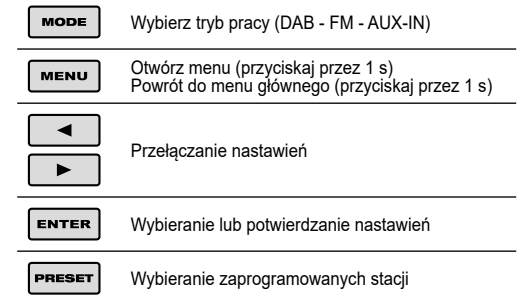 MODE Wybierz tryb pracy (DAB - FM - AUX-IN)
MENU Otwórz menu (przyciskaj przez 1 s)
Powrót do menu głównego (przyciskaj przez 1 s)
◄
► Przełączanie nastawień
ENTER Wybieranie lub potwierdzanie nastawień
PRESET Wybieranie zaprogramowanych stacji